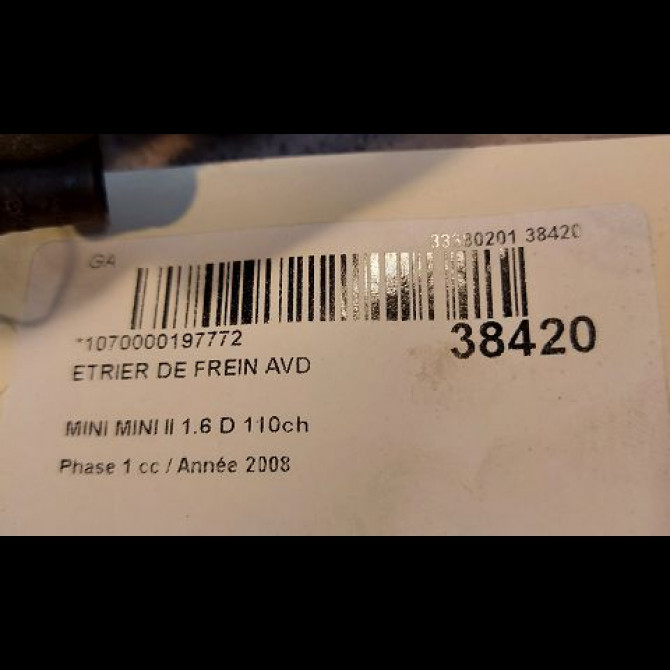 GA 33380201 38420
*1070000197772 38420
ETRIER DE FREIN AVD
MINI MINI II 1.6 D 110ch
Phase 1 cc / Année 2008